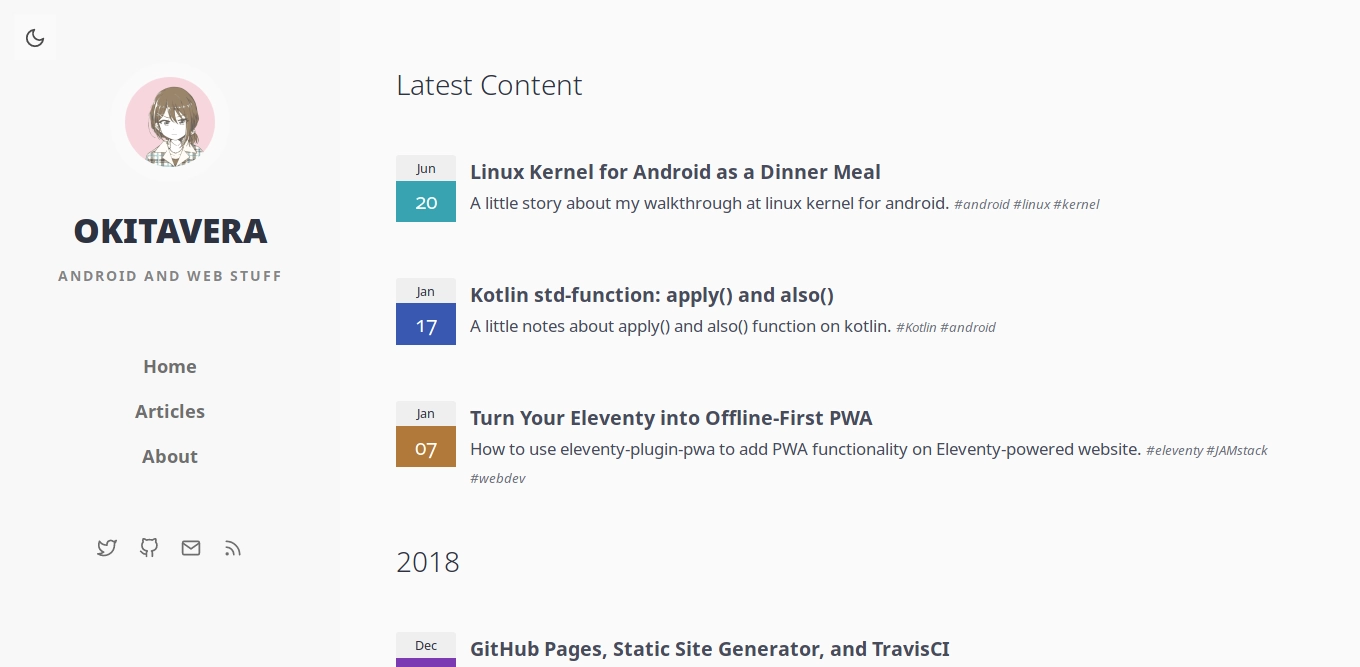 OKITAVERA
ANDROID AND WEB STUFF
Home
Articles
About
Latest Content
Jun
20
Linux Kernel for Android as a Dinner Meal
A little story about my walkthrough at linux kernel for android. #android #linux #kernel
Jan
17
Kotlin std-function: apply() and also()
A little notes about apply() and also() function on kotlin. #Kotlin #android
Jan
07
Turn Your Eleventy into Offline-First PWA
How to use eleventy-plugin-pwa to add PWA functionality on Eleventy-powered website. #eleventy #JAMstack
#webdev
2018
Dec
GitHub Pages, Static Site Generator, and TravisCI